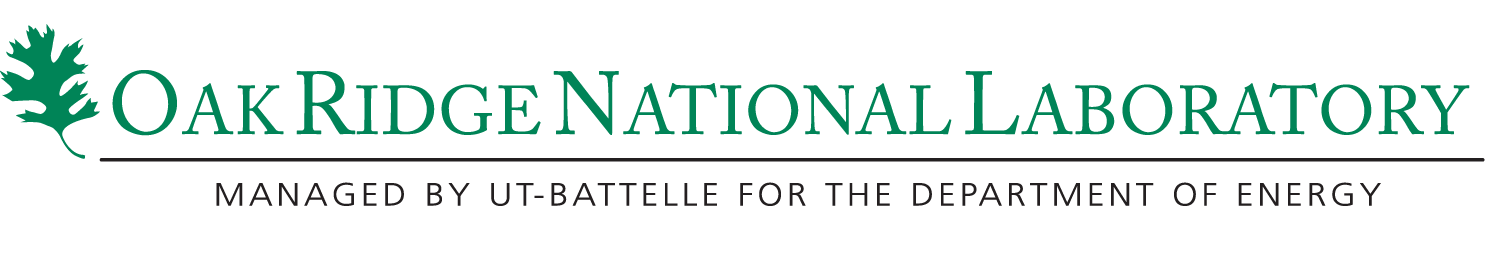 OAK RIDGE NATIONAL LABORATORY
MANAGED BY UT-BATTELLE FOR THE DEPARTMENT OF ENERGY